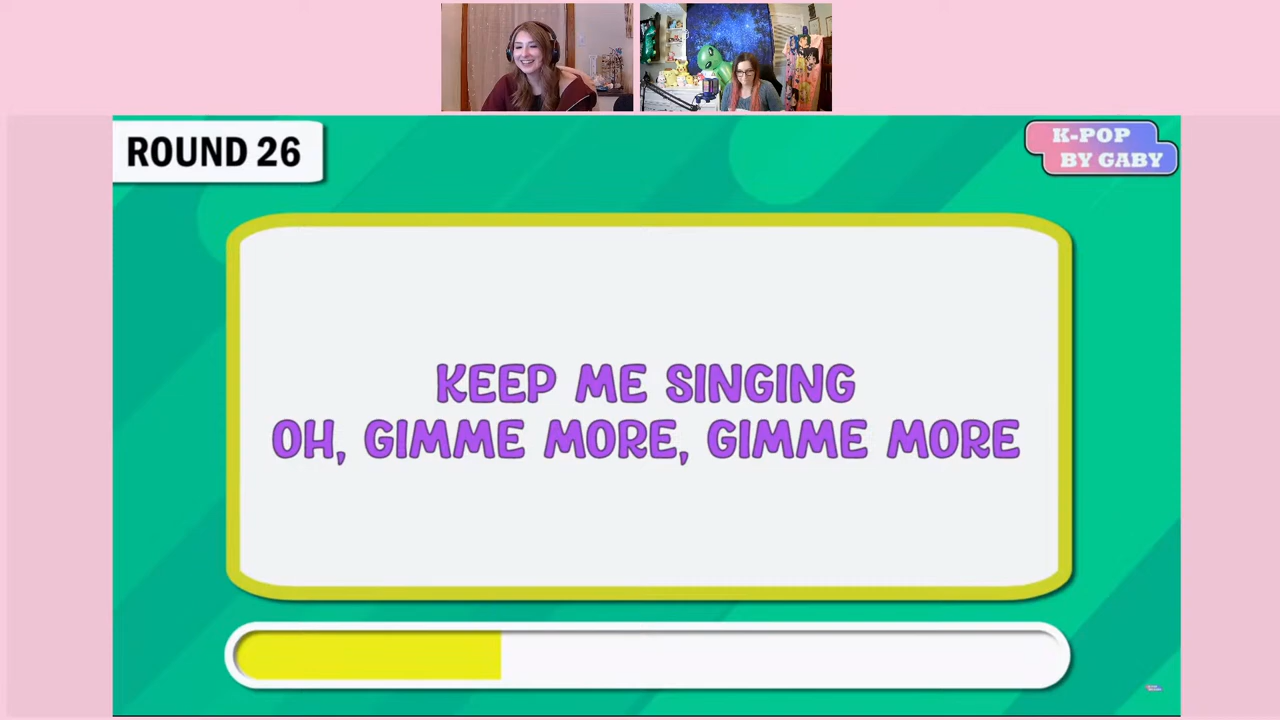 ROUND 26
K-POP
BY GABY
KEEP ME SINGING
OH, GIMME MORE, GIMME MORE